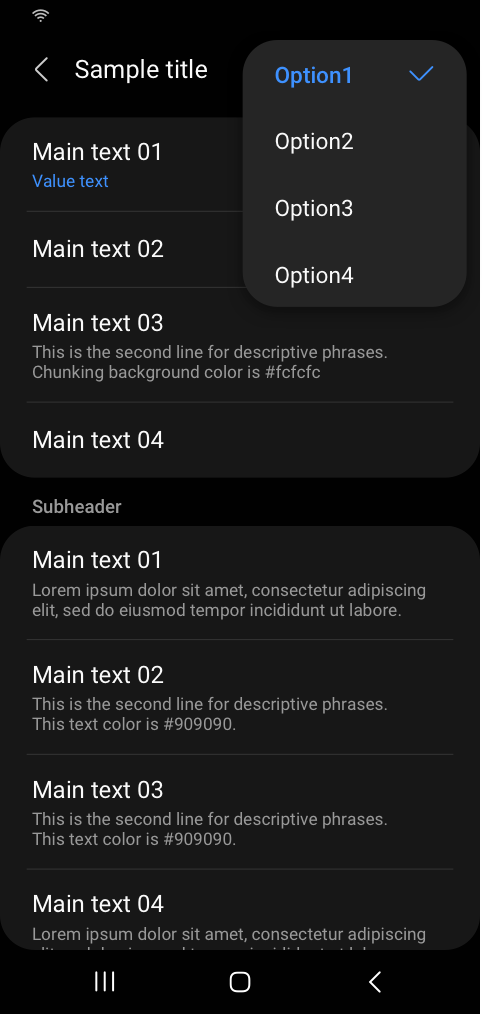 Sample title
Option1
Option2
Option3
Option4
Main text 01
Value text
Main text 02
Main text 03
This is the second line for descriptive phrases.
Chunking background color is #fcfcfc
Main text 04
Subheader
Main text 01
Lorem ipsum dolor sit amet, consectetur adipiscing
elit, sed do eiusmod tempor incididunt ut labore.
Main text 02
This is the second line for descriptive phrases.
This text color is #909090.
Main text 03
This is the second line for descriptive phrases.
This text color is #909090.
Main text 04
Lorem ipsum dolor sit amet, consectetur adipiscing